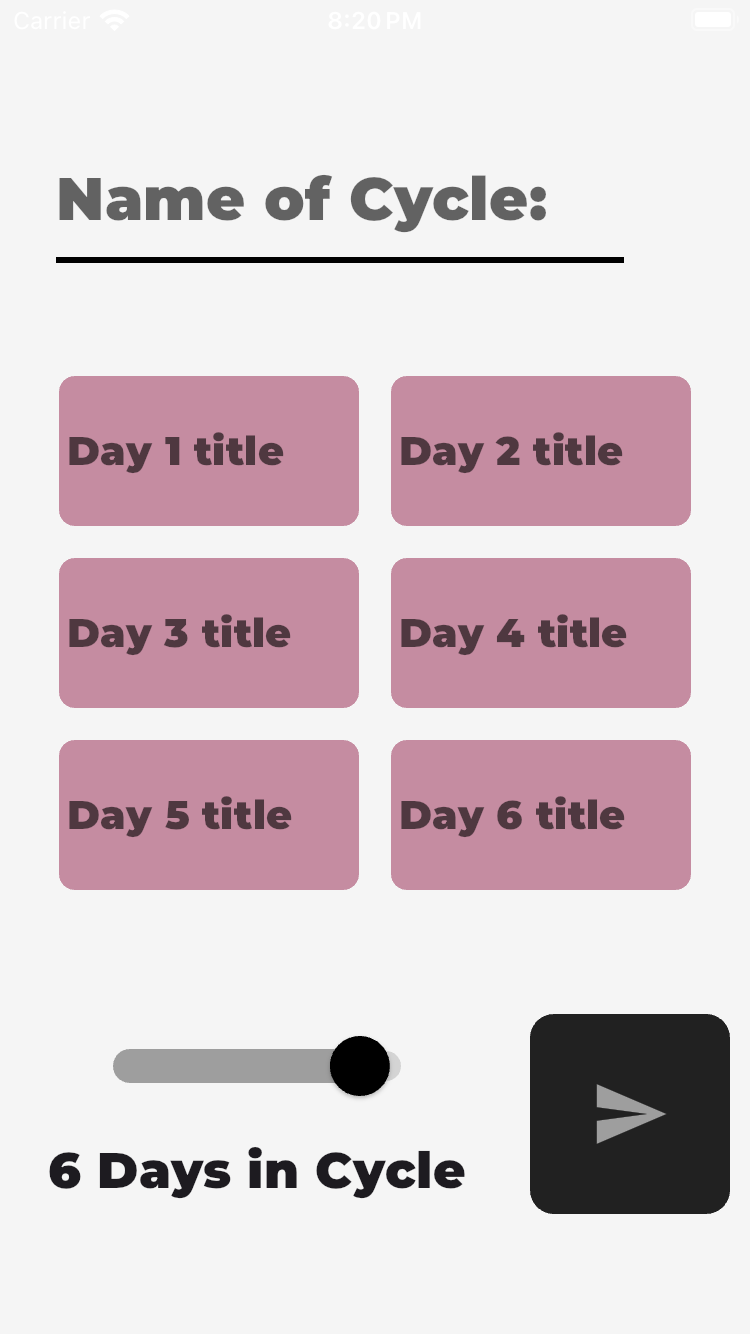 Carrier 8:20 PM
Name of Cycle:
Day 1 title Day 2 title
Day 3 title Day 4 title
Day 5 title Day 6 title
6 Days in Cycle